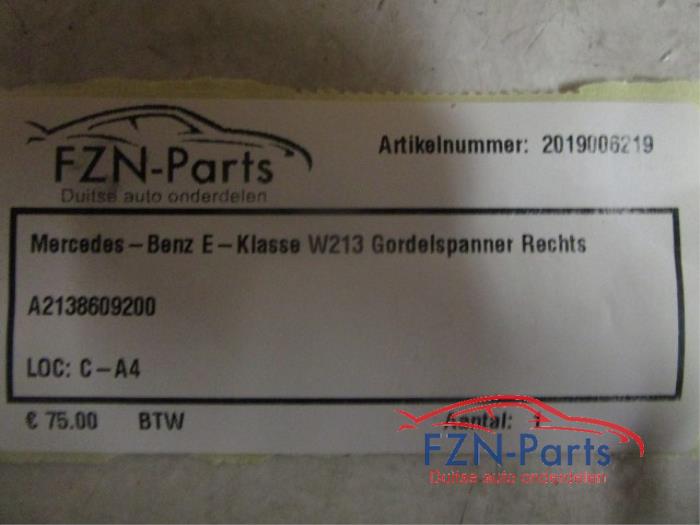 FZN-Parts
Duitse auto onderdelen
Artikelnummer: 2019006219
Mercedes-Benz E-Klasse W213 Gordelspanner Rechts
A2138609200
LOC: C-A4
€ 75.00 BTW Aantal: 1
FZN-Parts
Duitse auto onderdelen